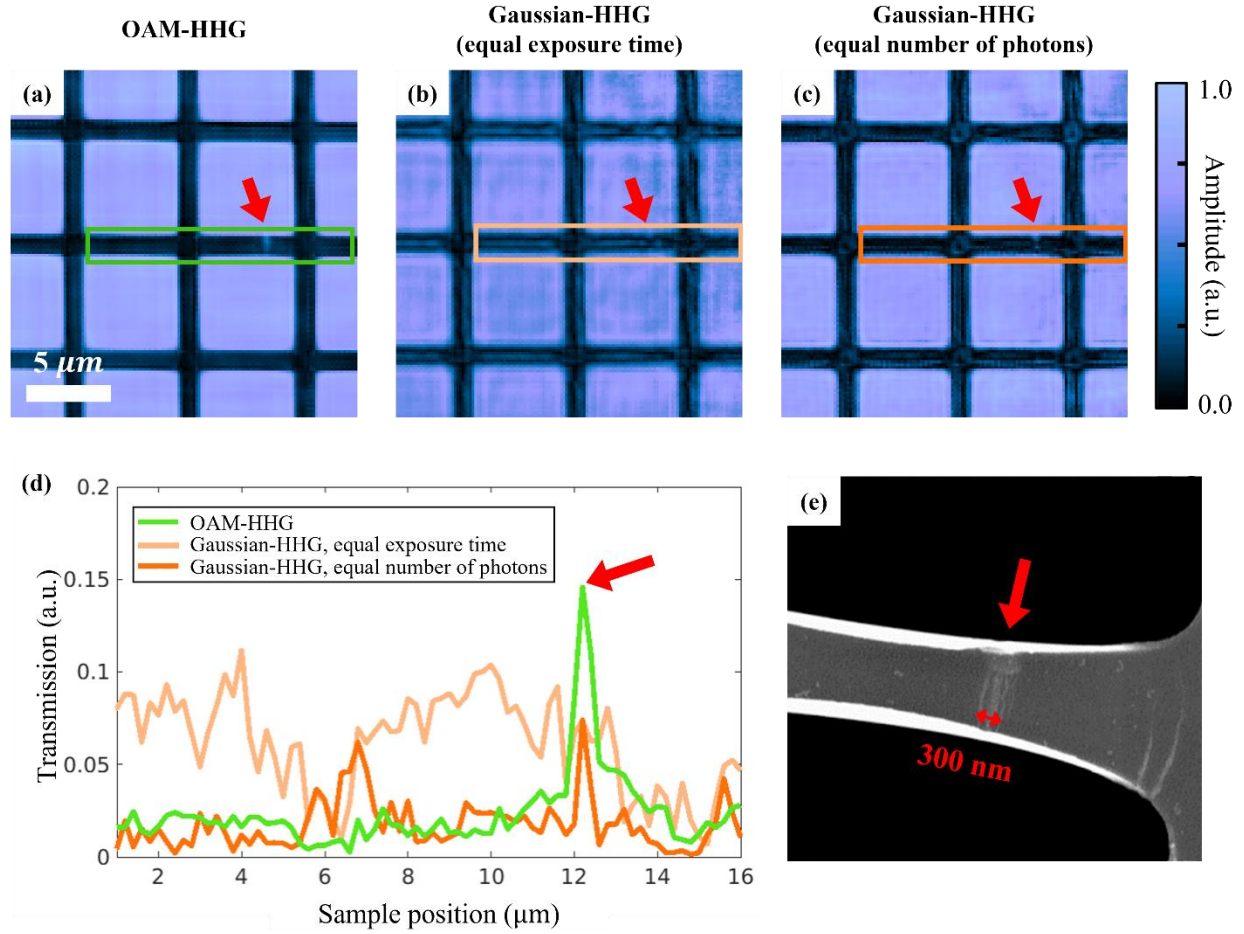 OAM-HHG
Gaussian-HHG
(equal exposure time)
Gaussian-HHG
(equal number of photons)
(a)
(b)
(c)
5 μm
1.0
Amplitude (a.u.)
0.0
(d)
0.2
0.15
0.1
0.05
0
Transmission (a.u.)
OAM-HHG
Gaussian-HHG, equal exposure time
Gaussian-HHG, equal number of photons
2 4 6 8 10 12 14 16
Sample position (μm)
(e)
300 nm